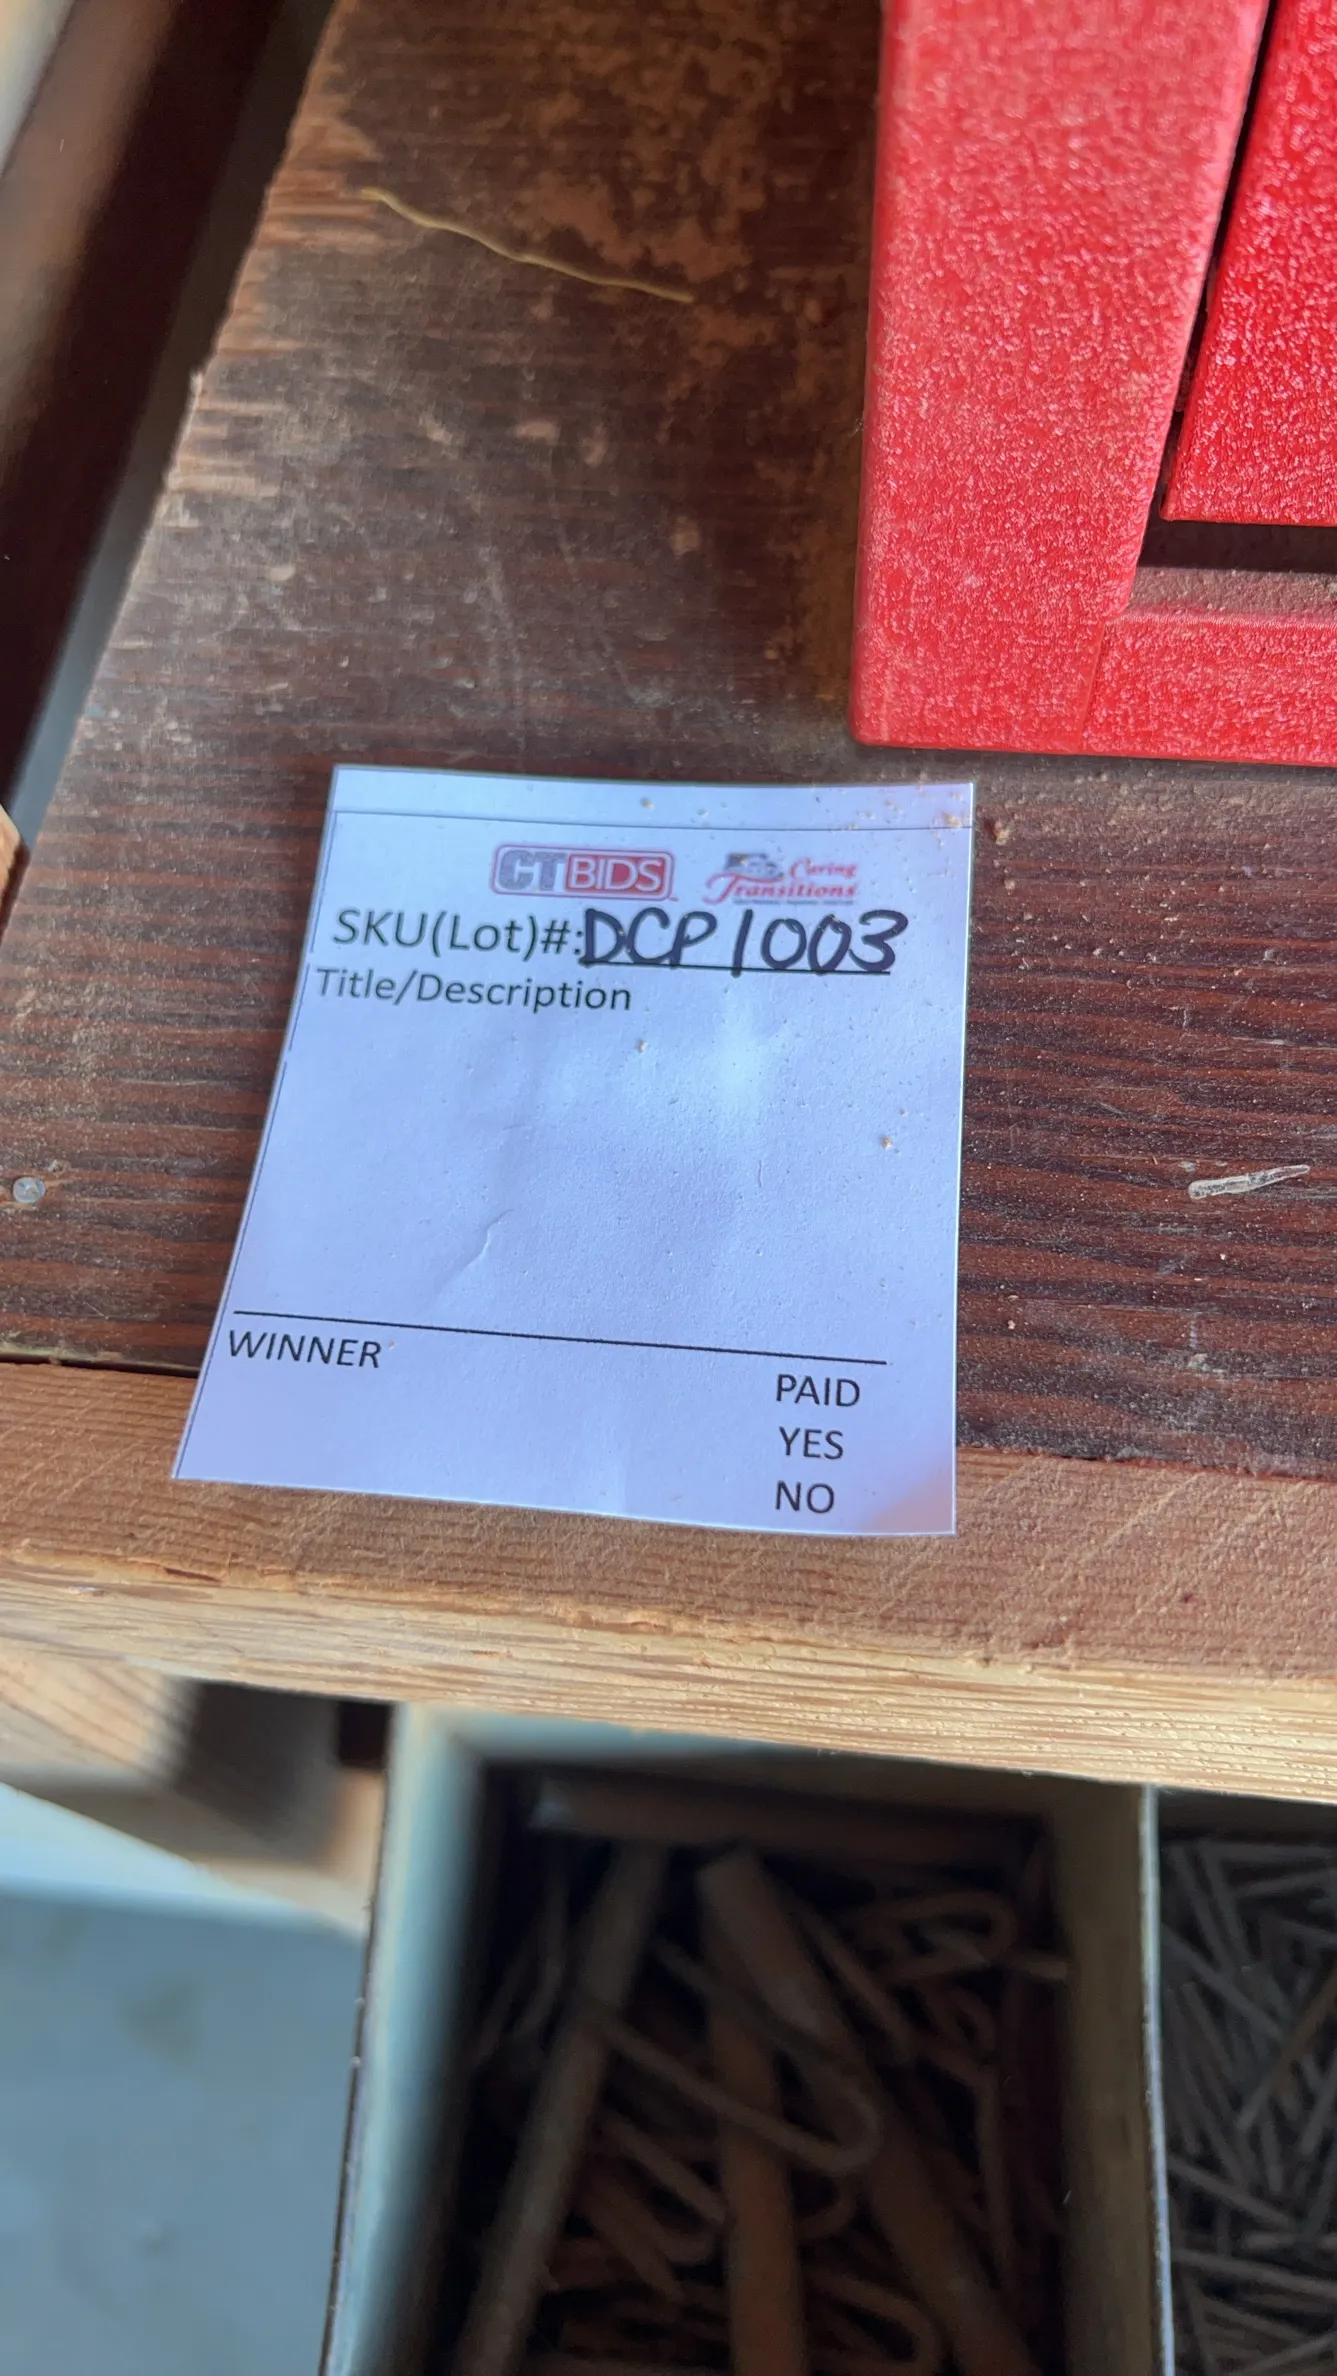 CTBIDS Caring Transitions
SKU(Lot)#:DCP1003
Title/Description
WINNER
PAID
YES
NO